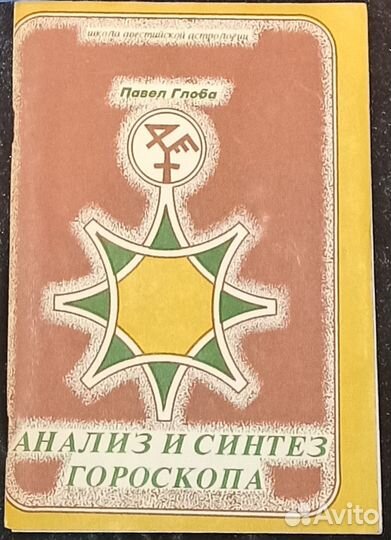 школа авестийской астрологии
Павел Глоба
АНАЛИЗ И СИНТЕЗ
ГОРОСКОПА
Avito